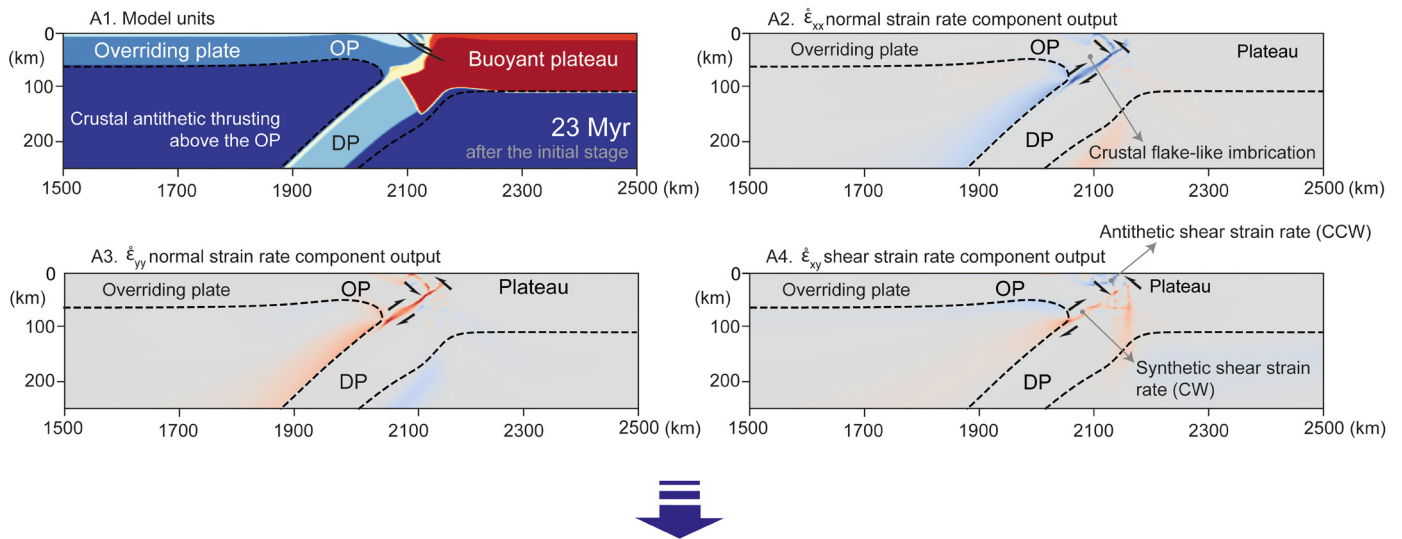 A1. Model units
0
(km)
100
200
Overriding plate
OP
Buoyant plateau
Crustal antithetic thrusting
above the OP
DP
23 Myr
after the initial stage
1500 1700 1900 2100 2300 2500 (km)
A2. ε̊xx normal strain rate component output
0
(km)
100
200
Overriding plate
OP
Plateau
DP
Crustal flake-like imbrication
1500 1700 1900 2100 2300 2500 (km)
A3. ε̊yy normal strain rate component output
0
(km)
100
200
Overriding plate
OP
Plateau
DP
1500 1700 1900 2100 2300 2500 (km)
Antithetic shear strain rate (CCW)
A4. ε̊xy shear strain rate component output
0
(km)
100
200
Overriding plate
OP
Plateau
DP
Synthetic shear strain
rate (CW)
1500 1700 1900 2100 2300 2500 (km)